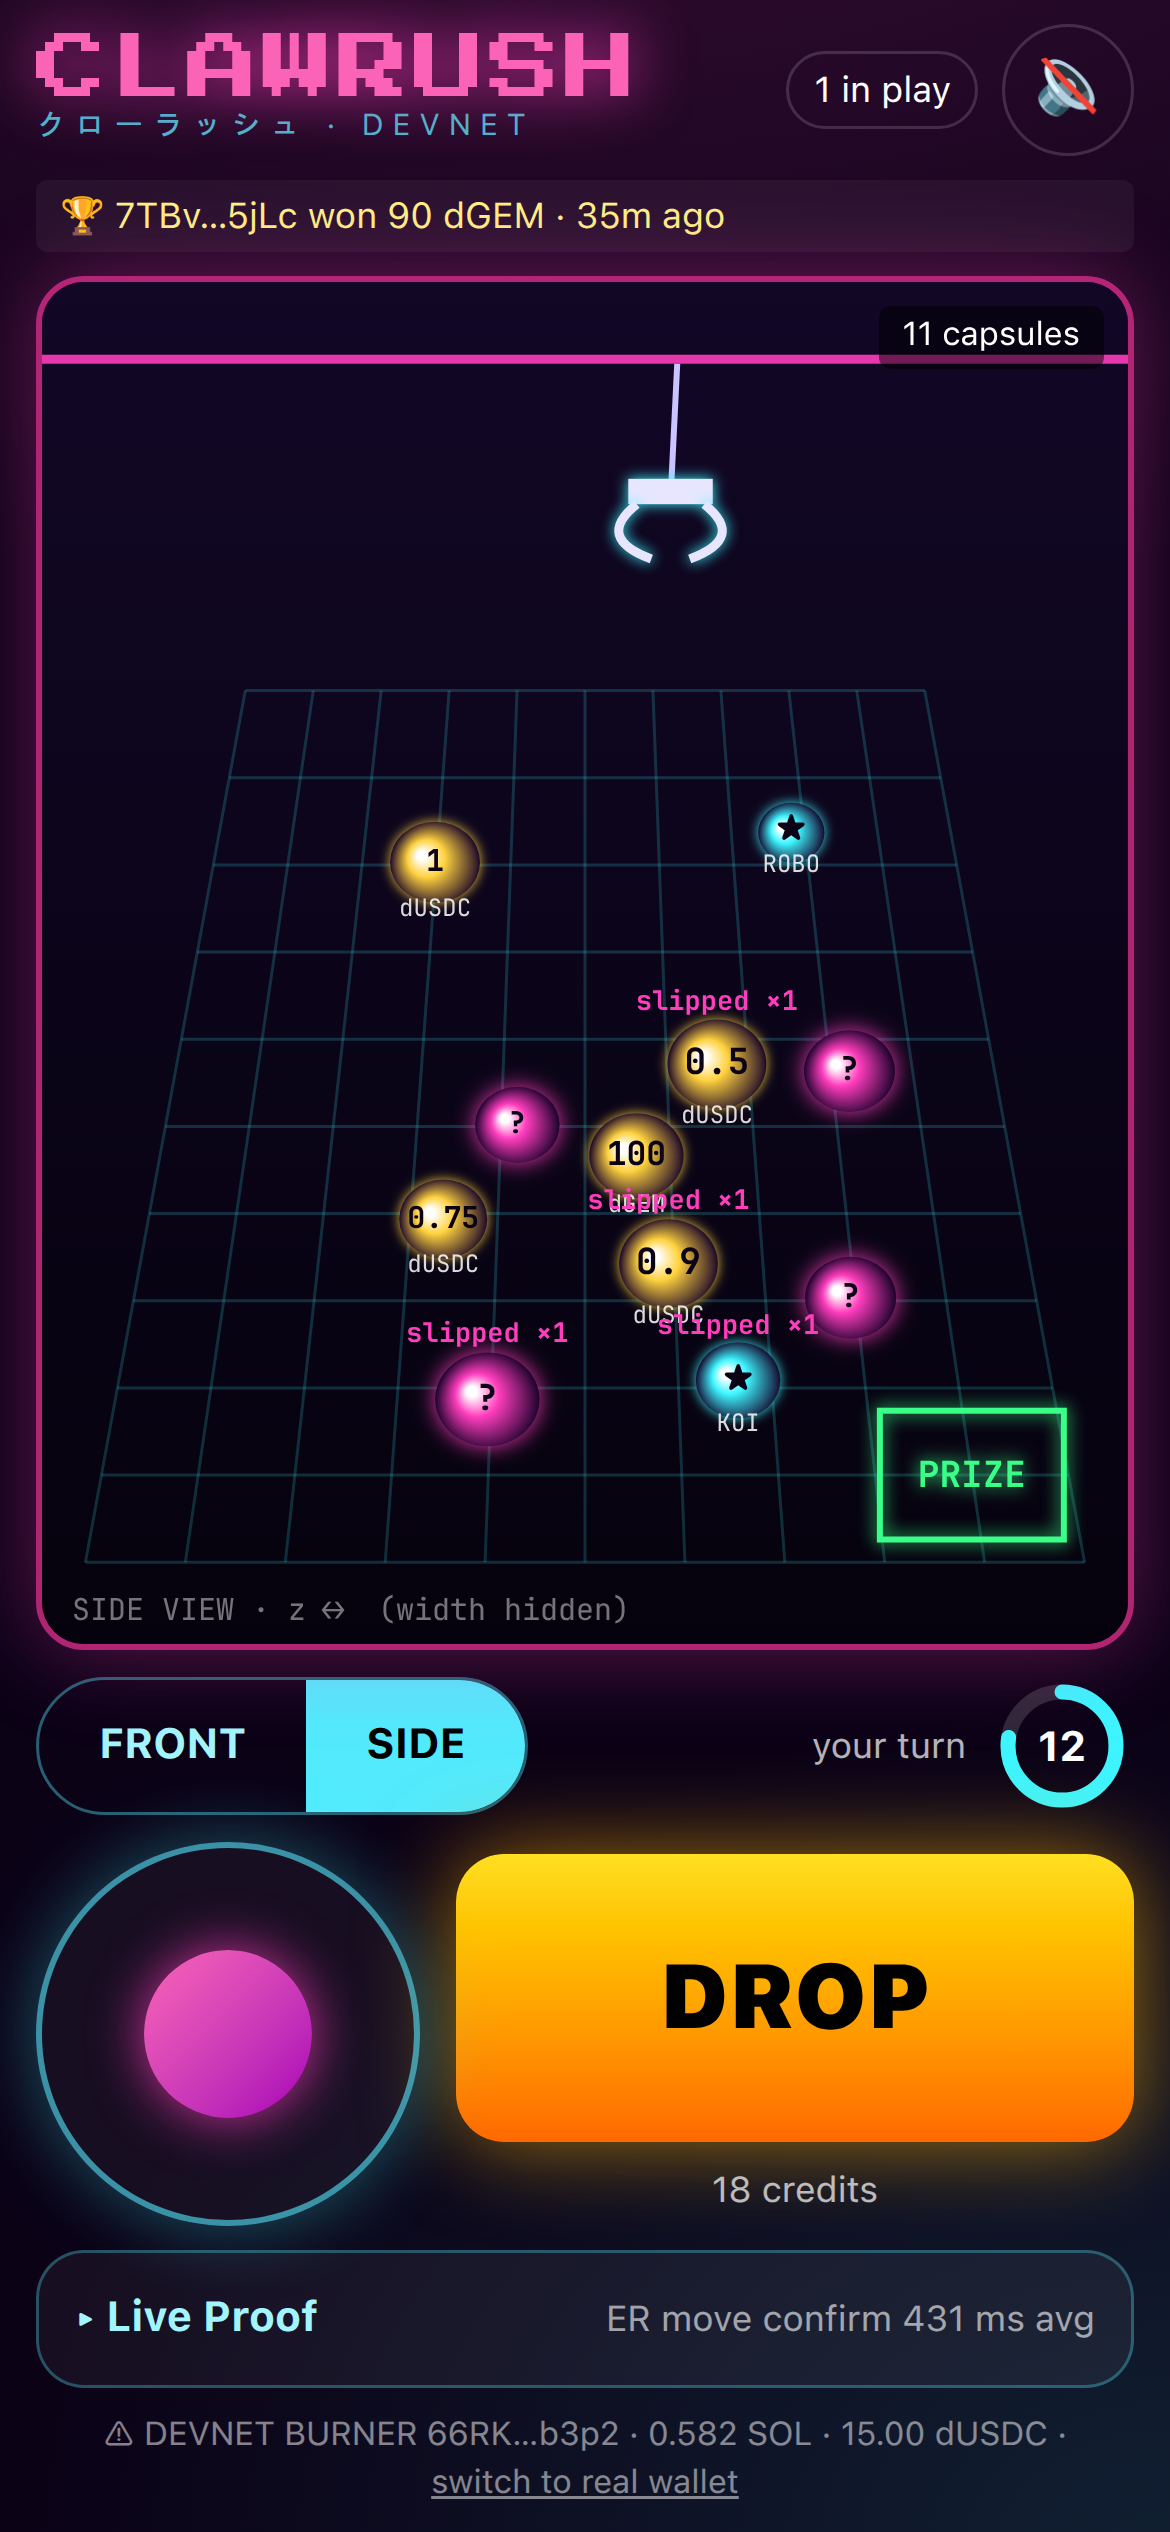 CLAWRUSH
クローラッシュ · DEVNET
1 in play
🏆 7TBv…5jLc won 90 dGEM · 35m ago
11 capsules
1
dUSDC
★
ROBO
slipped ×1
0.5
dUSDC
?
?
100
dGEM
slipped ×1
0.75
dUSDC
0.9
dUSDC
?
slipped ×1
slipped ×1
?
★
KOI
PRIZE
SIDE VIEW · z ↔ (width hidden)
FRONT
SIDE
your turn
12
DROP
18 credits
▸ Live Proof
ER move confirm 431 ms avg
⚠ DEVNET BURNER 66RK…b3p2 · 0.582 SOL · 15.00 dUSDC ·
switch to real wallet